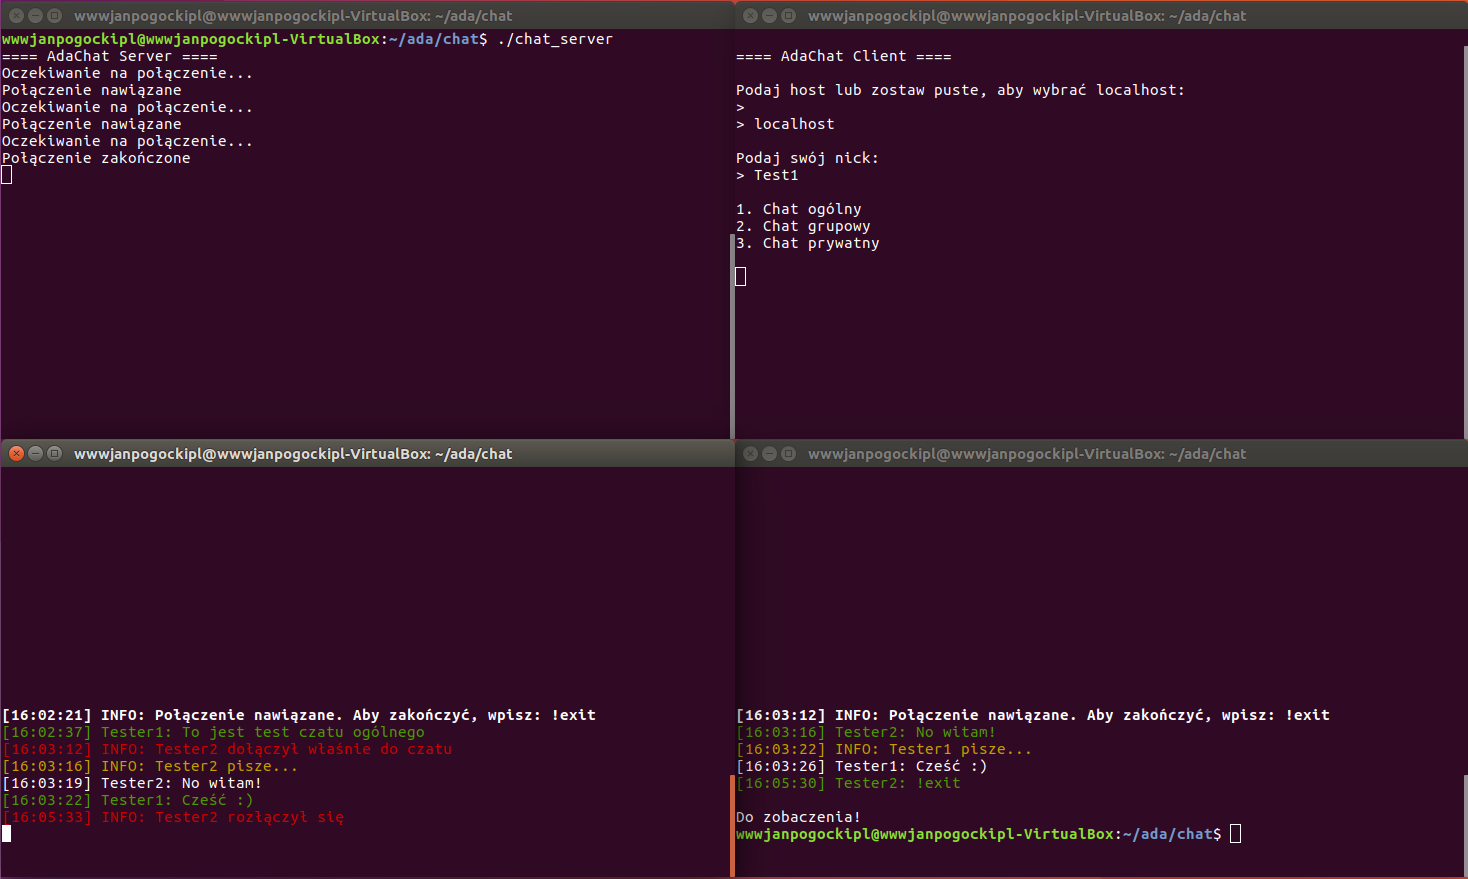 wwwjanpogockipl@wwwjanpogockipl-VirtualBox: ~/ada/chat
wwwjanpogockipl@wwwjanpogockipl-VirtualBox:~/ada/chat$ ./chat_server
==== AdaChat Server ====
Oczekiwanie na połączenie...
Połączenie nawiązane
Oczekiwanie na połączenie...
Połączenie nawiązane
Oczekiwanie na połączenie...
Połączenie zakończone
wwwjanpogockipl@wwwjanpogockipl-VirtualBox: ~/ada/chat
==== AdaChat Client ====
Podaj host lub zostaw puste, aby wybrać localhost:
>
> localhost
Podaj swój nick:
> Test1
1. Chat ogólny
2. Chat grupowy
3. Chat prywatny
wwwjanpogockipl@wwwjanpogockipl-VirtualBox: ~/ada/chat
[16:02:21] INFO: Połączenie nawiązane. Aby zakończyć, wpisz: !exit
[16:02:37] Tester1: To jest test czatu ogólnego
[16:03:12] INFO: Tester2 dołączył właśnie do czatu
[16:03:16] INFO: Tester2 pisze...
[16:03:19] Tester2: No witam!
[16:03:22] Tester1: Cześć :)
[16:05:33] INFO: Tester2 rozłączył się
wwwjanpogockipl@wwwjanpogockipl-VirtualBox: ~/ada/chat
[16:03:12] INFO: Połączenie nawiązane. Aby zakończyć, wpisz: !exit
[16:03:16] Tester2: No witam!
[16:03:22] INFO: Tester1 pisze...
[16:03:26] Tester1: Cześć :)
[16:05:30] Tester2: !exit
Do zobaczenia!
wwwjanpogockipl@wwwjanpogockipl-VirtualBox:~/ada/chat$